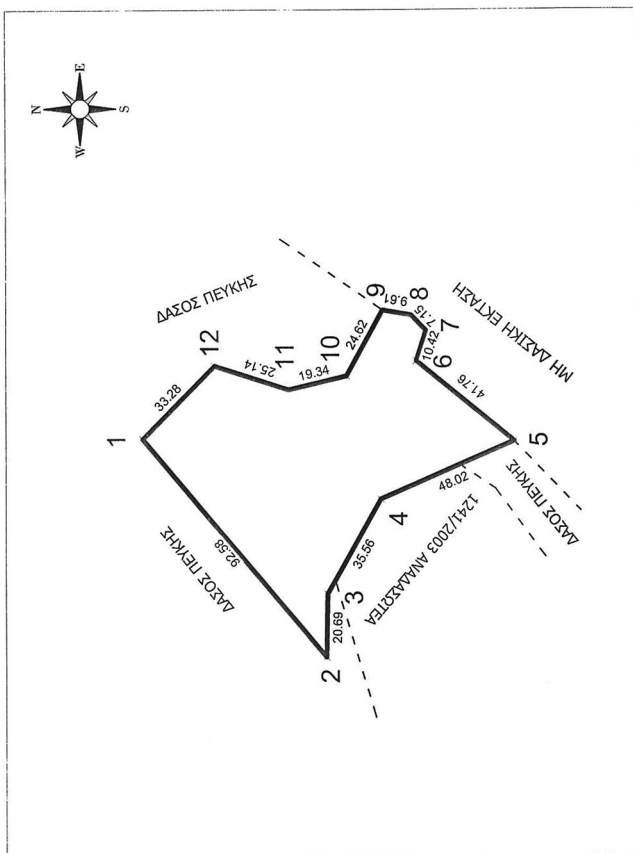 N
W
E
S
ΔΑΣΟΣ ΠΕΥΚΗΣ
1
33.28
12
25.14
11
19.34
10
24.62
9
9.61
8
7.15
7
10.42
6
41.76
ΜΗ ΔΑΣΙΚΗ ΕΚΤΑΣΗ
5
48.02
ΔΑΣΟΣ ΠΕΥΚΗΣ
4
1241/2003 ΑΝΑΔΑΣΩΤΕΑ
35.56
3
20.69
2
92.58
ΔΑΣΟΣ ΠΕΥΚΗΣ